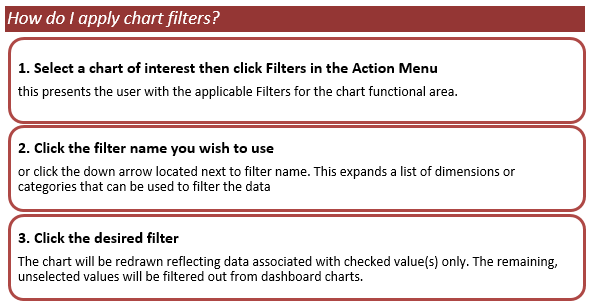 How do I apply chart filters?
1. Select a chart of interest then click Filters in the Action Menu
this presents the user with the applicable Filters for the chart functional area.
2. Click the filter name you wish to use
or click the down arrow located next to filter name. This expands a list of dimensions or
categories that can be used to filter the data
3. Click the desired filter
The chart will be redrawn reflecting data associated with checked value(s) only. The remaining,
unselected values will be filtered out from dashboard charts.